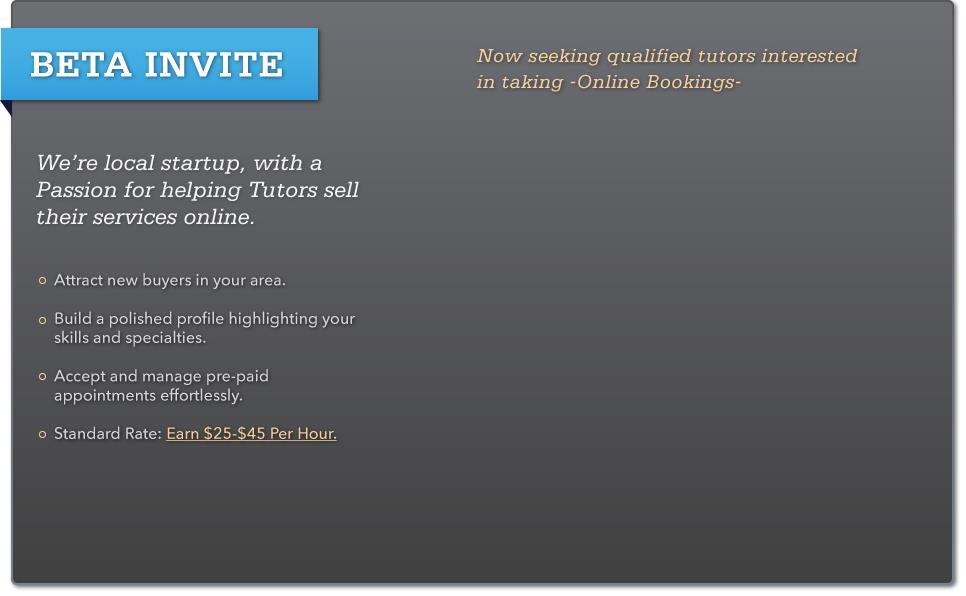 BETA INVITE
Now seeking qualified tutors interested
in taking -Online Bookings-
We're local startup, with a
Passion for helping Tutors sell
their services online.
Attract new buyers in your area.
Build a polished profile highlighting your
skills and specialties.
Accept and manage pre-paid
appointments effortlessly.
Standard Rate: Earn $25-$45 Per Hour.